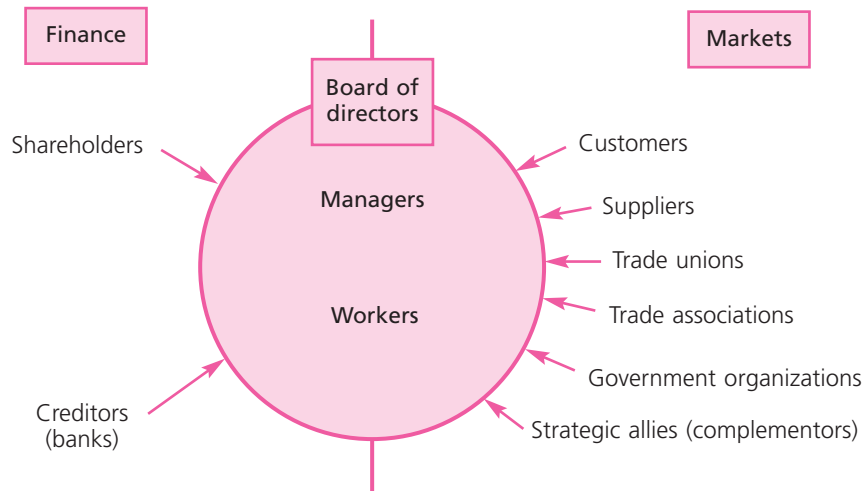 Finance
Markets
Board of
directors
Shareholders
Customers
Managers
Suppliers
Trade unions
Workers
Trade associations
Government organizations
Creditors
(banks)
Strategic allies (complementors)